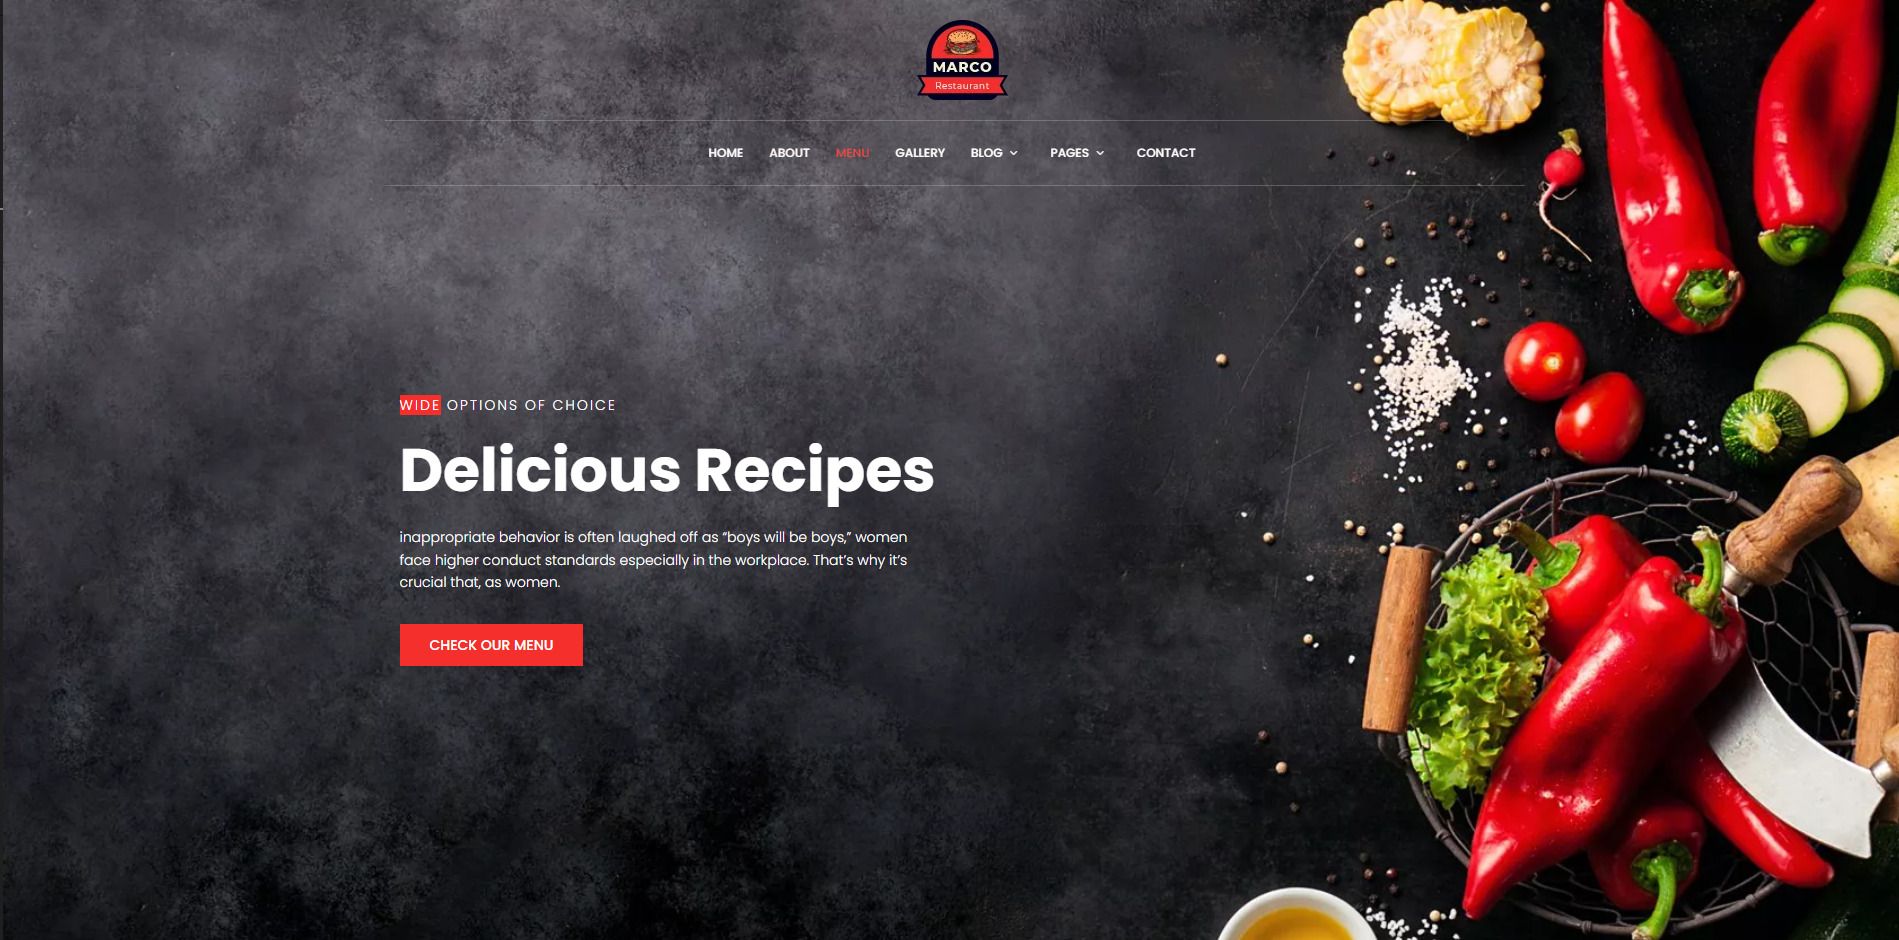 MARCO
Restaurant
HOME ABOUT MENU GALLERY BLOG PAGES CONTACT
WIDE OPTIONS OF CHOICE
Delicious Recipes
inappropriate behavior is often laughed off as “boys will be boys,” women
face higher conduct standards especially in the workplace. That’s why it’s
crucial that, as women.
CHECK OUR MENU